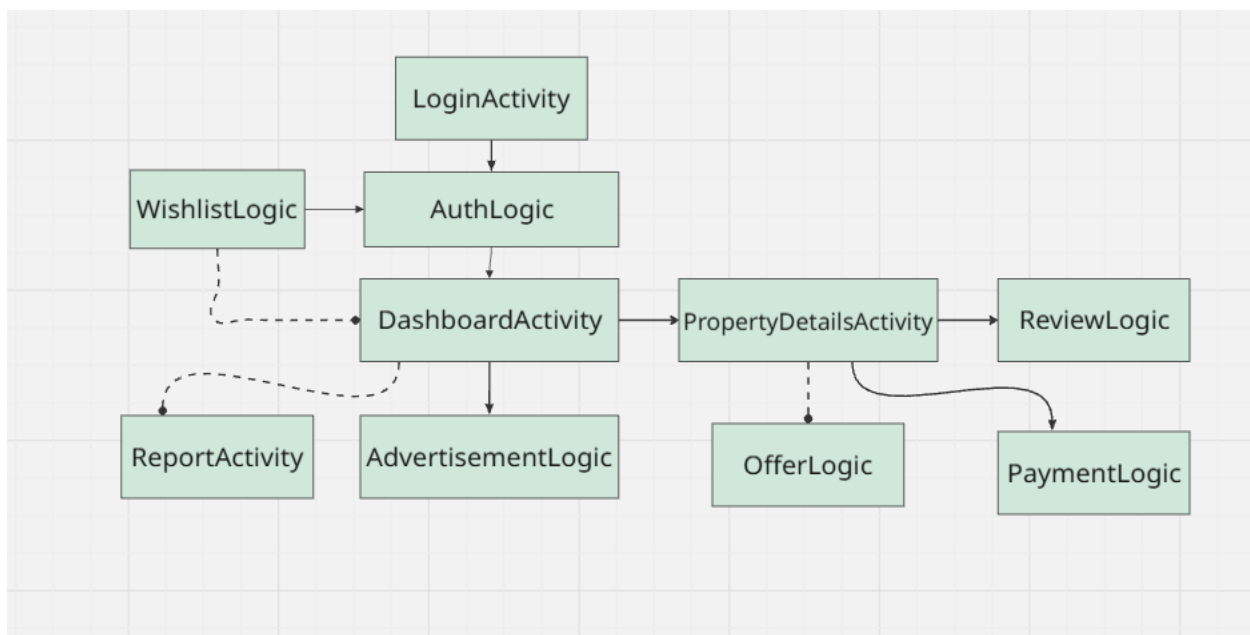 LoginActivity
WishlistLogic
AuthLogic
DashboardActivity
PropertyDetailsActivity
ReviewLogic
ReportActivity
AdvertisementLogic
OfferLogic
PaymentLogic